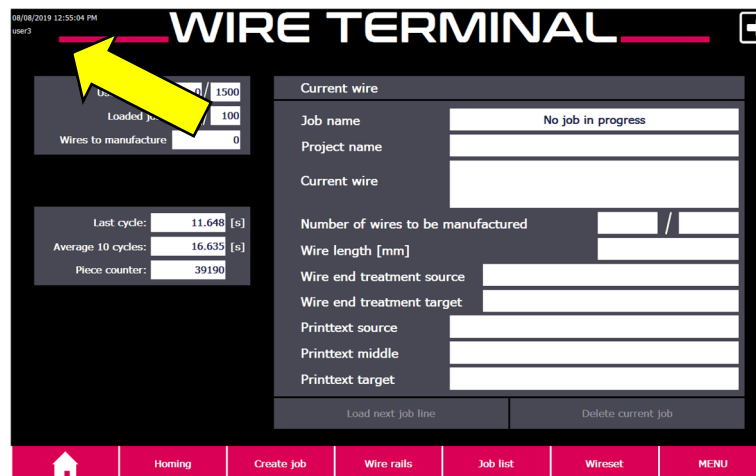 08/08/2019 12:55:04 PM
user3
WIRE TERMINAL
0 / 1500
Loaded / 100
Wires to manufacture 0
Last cycle: 11.648 [s]
Average 10 cycles: 16.635 [s]
Piece counter: 39190
Current wire
Job name No job in progress
Project name
Current wire
Number of wires to be manufactured /
Wire length [mm]
Wire end treatment source
Wire end treatment target
Printtext source
Printtext middle
Printtext target
Load next job line Delete current job
Homing Create job Wire rails Job list Wireset MENU